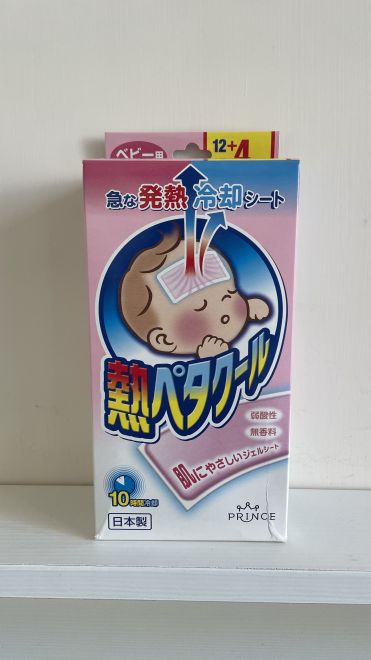 ベビー用
12+4
急な発熱冷却シート
熱ペタクール
弱酸性
無香料
肌にやさしいジェルシート
10時間冷却
日本製
PRINCE